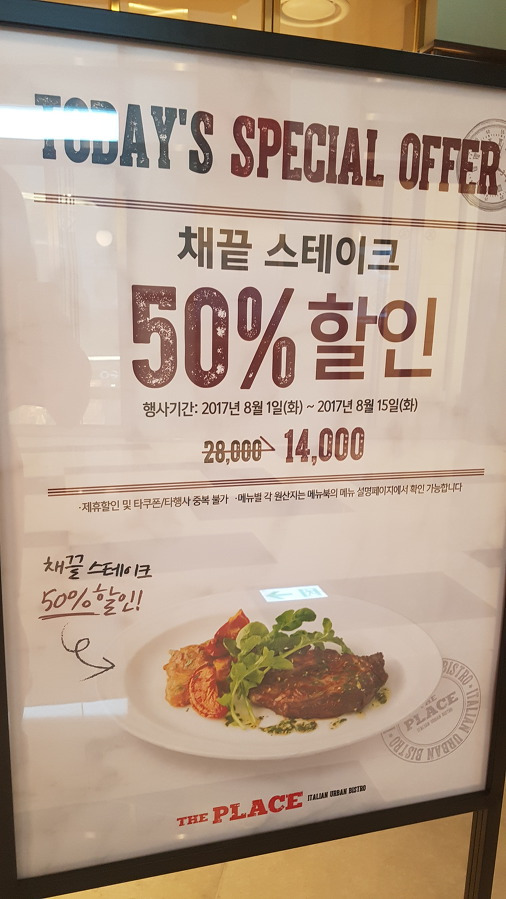 TODAY'S SPECIAL OFFER
채끝 스테이크
50% 할인
행사기간: 2017년 8월 1일(화) ~ 2017년 8월 15일(화)
28,000 14,000
·제휴할인 및 타쿠폰/타행사 중복 불가 ·메뉴별 각 원산지는 메뉴북의 메뉴 설명페이지에서 확인 가능합니다
채끝 스테이크
50% 할인!
THE PLACE
ITALIAN URBAN BISTRO
THE PLACE ITALIAN URBAN BISTRO